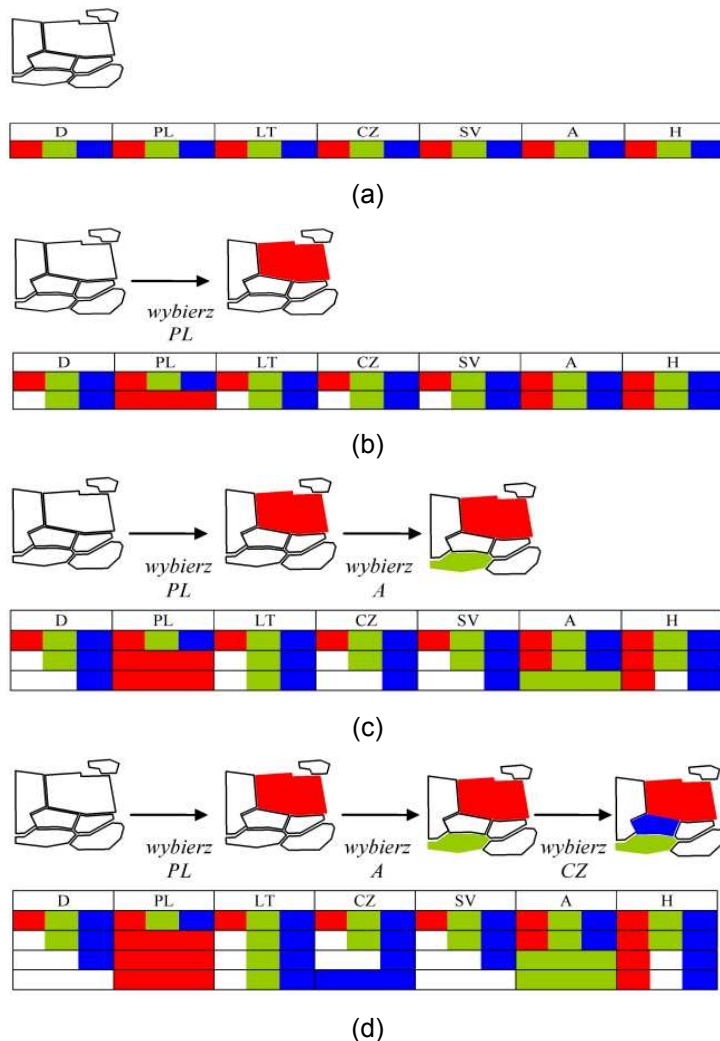 D PL LT CZ SV A H
(a)
wybierz
PL
D PL LT CZ SV A H
(b)
wybierz wybierz
PL A
D PL LT CZ SV A H
(c)
wybierz wybierz wybierz
PL A CZ
D PL LT CZ SV A H
(d)